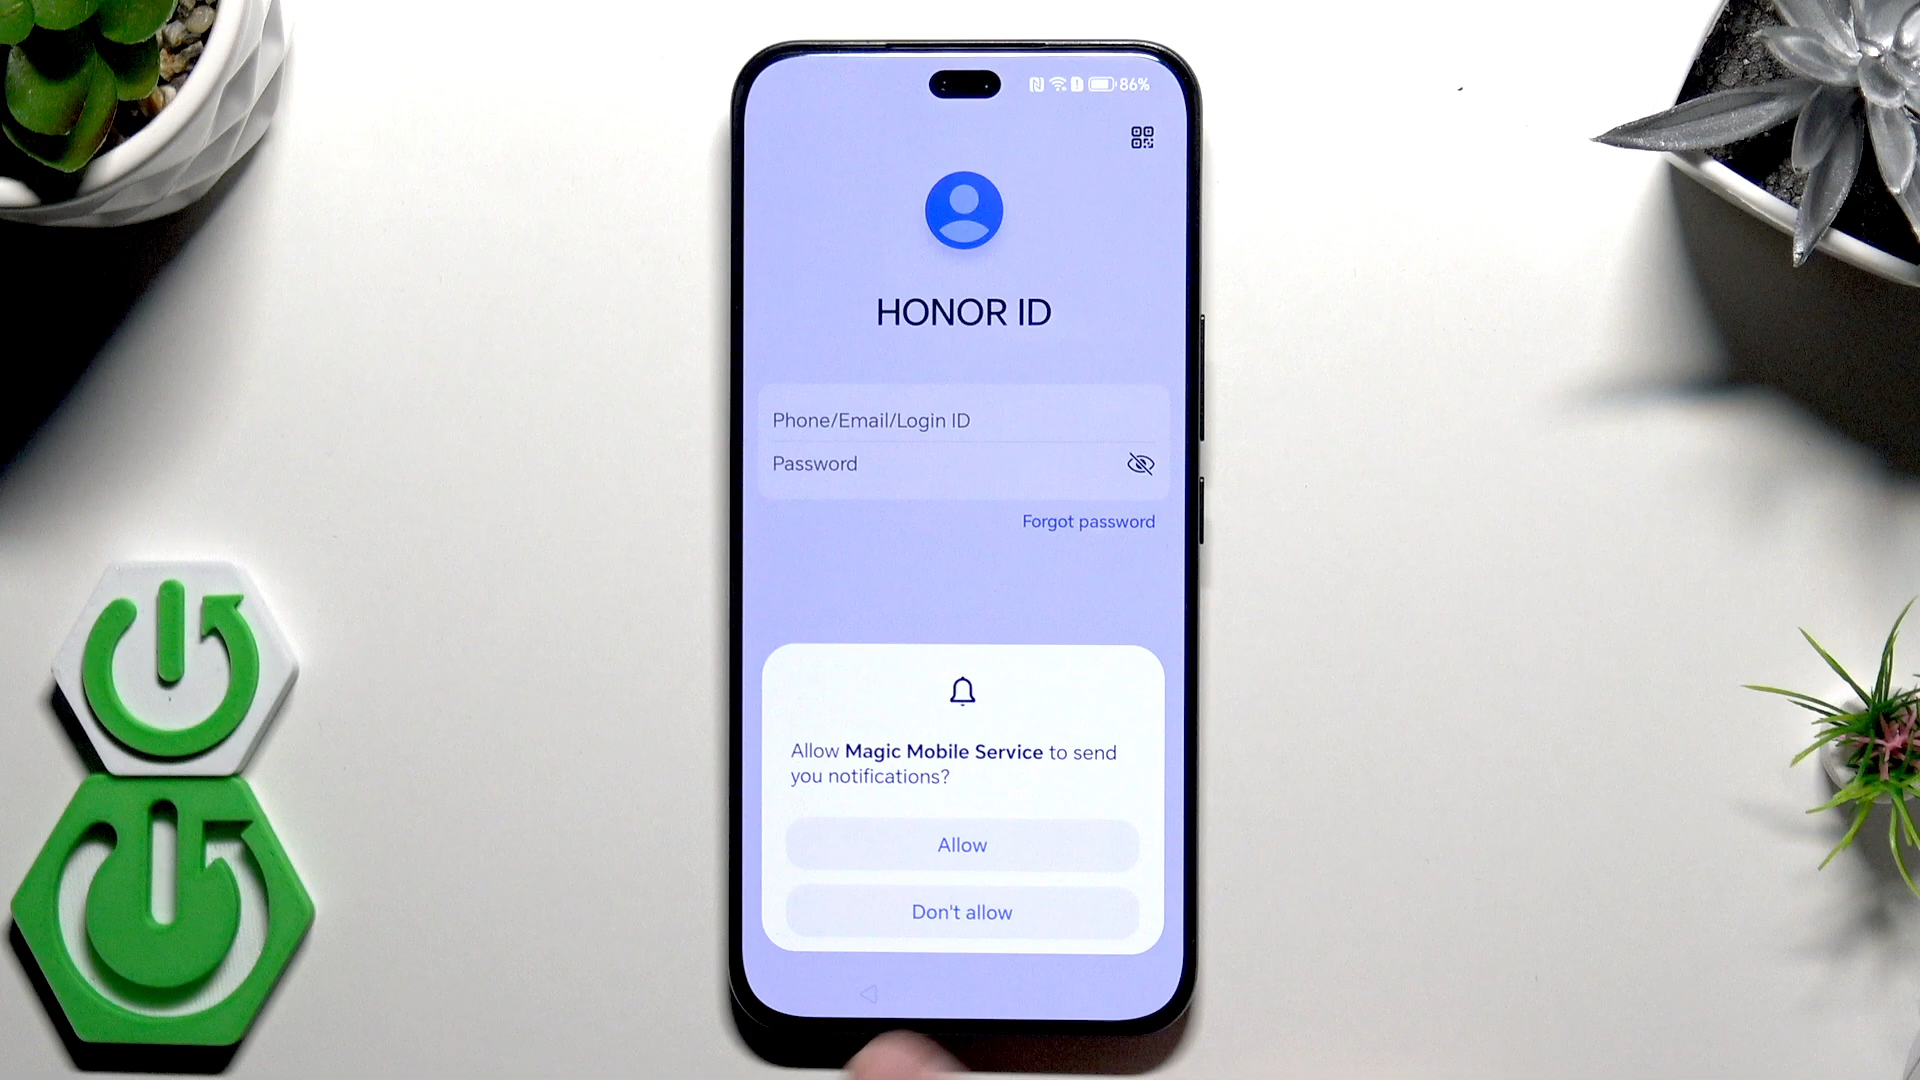 86%
HONOR ID
Phone/Email/Login ID
Password
Forgot password
Allow Magic Mobile Service to send
you notifications?
Allow
Don't allow